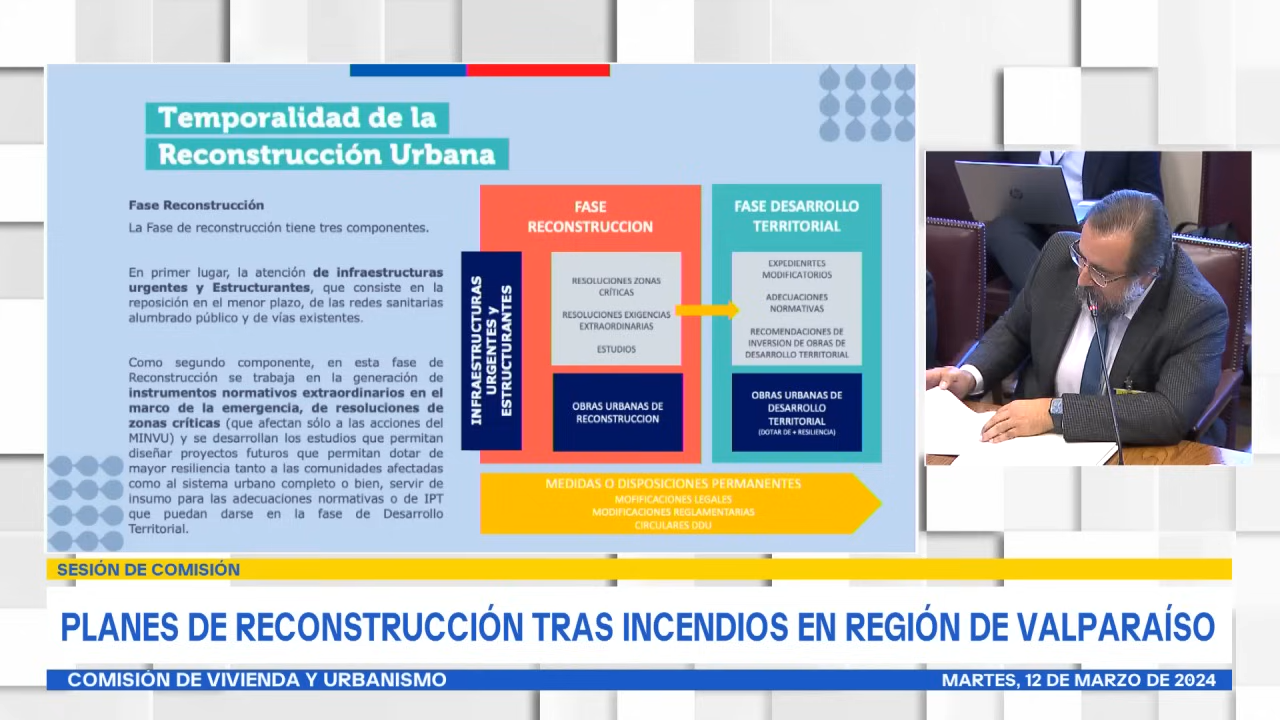 Temporalidad de la
Reconstrucción Urbana
Fase Reconstrucción
La Fase de reconstrucción tiene tres componentes.
En primer lugar, la atención de infraestructuras
urgentes y Estructurantes, que consiste en la
reposición en el menor plazo, de las redes sanitarias
alumbrado público y de vías existentes.
Como segundo componente, en esta fase de
Reconstrucción se trabaja en la generación de
instrumentos normativos extraordinarios en el
marco de la emergencia, de resoluciones de
zonas críticas (que afectan sólo a las acciones del
MINVU) y se desarrollan los estudios que permitan
diseñar proyectos futuros que permitan dotar de
mayor resiliencia tanto a las comunidades afectadas
como al sistema urbano completo o bien, servir de
insumo para las adecuaciones normativas o de IPT
que puedan darse en la fase de Desarrollo
Territorial.
INFRAESTRUCTURAS
URGENTES y
ESTRUCTURANTES
FASE
RECONSTRUCCION
RESOLUCIONES ZONAS
CRÍTICAS
RESOLUCIONES EXIGENCIAS
EXTRAORDINARIAS
ESTUDIOS
OBRAS URBANAS DE
RECONSTRUCCION
FASE DESARROLLO
TERRITORIAL
EXPEDIENRTES
MODIFICATORIOS
ADECUACIONES
NORMATIVAS
RECOMENDACIONES DE
INVERSION DE OBRAS DE
DESARROLLO TERRITORIAL
OBRAS URBANAS DE
DESARROLLO
TERRITORIAL
(DOTAR DE + RESILIENCIA)
MEDIDAS O DISPOSICIONES PERMANENTES
MOFIFICACIONES LEGALES
MODIFICACIONES REGLAMENTARIAS
CIRCULARES DDU
SESIÓN DE COMISIÓN
PLANES DE RECONSTRUCCIÓN TRAS INCENDIOS EN REGIÓN DE VALPARAÍSO
COMISIÓN DE VIVIENDA Y URBANISMO
MARTES, 12 DE MARZO DE 2024